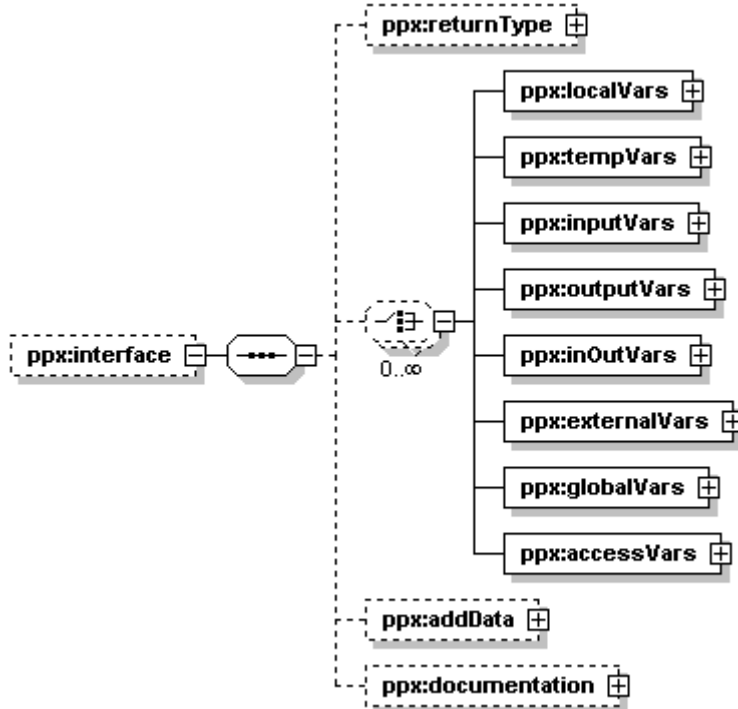 ppx:returnType
ppx:localVars
ppx:tempVars
ppx:inputVars
ppx:outputVars
ppx:interface
0..∞
ppx:inOutVars
ppx:externalVars
ppx:globalVars
ppx:accessVars
ppx:addData
ppx:documentation